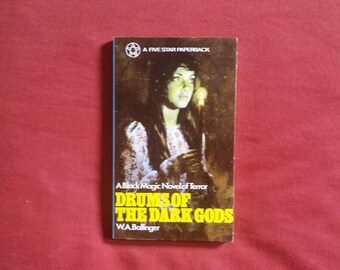 A FIVE STAR PAPERBACK
A Black Magic Novel of Terror
DRUMS OF
THE DARK GODS
W.A.Ballinger